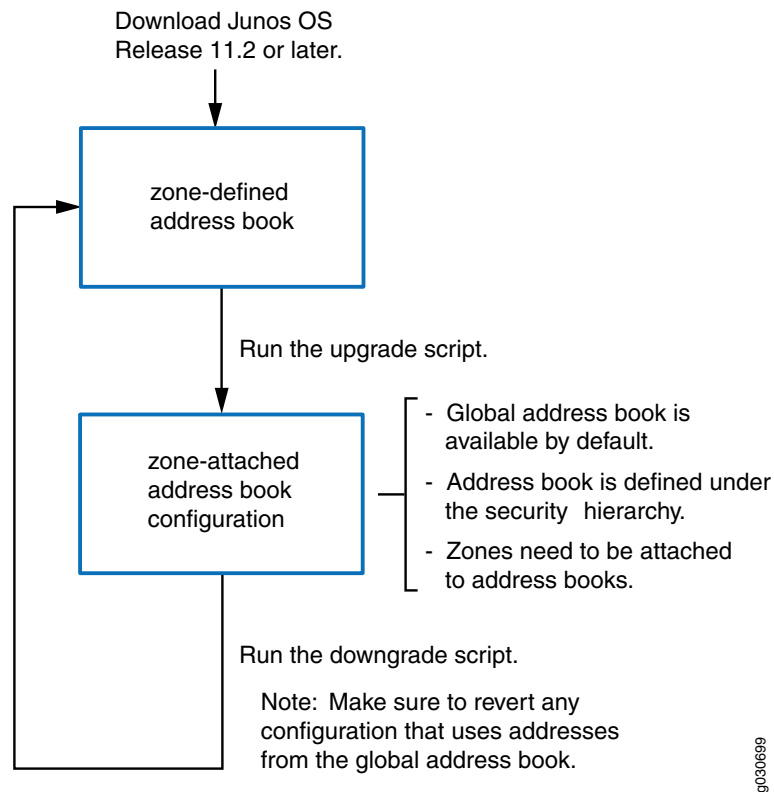 Download Junos OS
Release 11.2 or later.
zone-defined
address book
Run the upgrade script.
zone-attached
address book
configuration
- Global address book is
available by default.
- Address book is defined under
the security hierarchy.
- Zones need to be attached
to address books.
Run the downgrade script.
Note: Make sure to revert any
configuration that uses addresses
from the global address book.
g030699